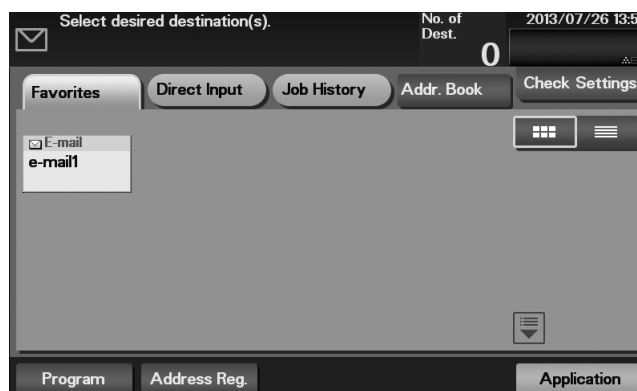 Select desired destination(s).
No. of
Dest.
0
2013/07/26 13:5
Favorites
Direct Input
Job History
Addr. Book
Check Settings
E-mail
e-mail1
Program
Address Reg.
Application